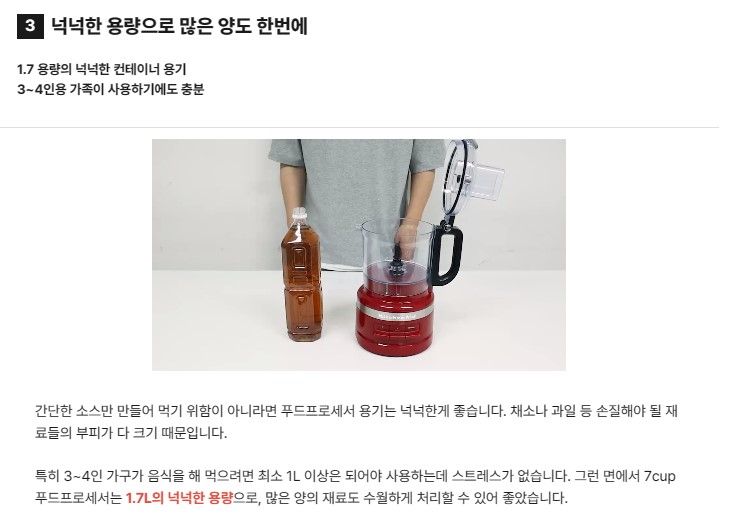 3 넉넉한 용량으로 많은 양도 한번에
1.7 용량의 넉넉한 컨테이너 용기
3~4인용 가족이 사용하기에도 충분
KitchenAid
간단한 소스만 만들어 먹기 위함이 아니라면 푸드프로세서 용기는 넉넉한게 좋습니다. 채소나 과일 등 손질해야 될 재
료들의 부피가 다 크기 때문입니다.
특히 3~4인 가구가 음식을 해 먹으려면 최소 1L 이상은 되어야 사용하는데 스트레스가 없습니다. 그런 면에서 7cup
푸드프로세서는 1.7L의 넉넉한 용량으로, 많은 양의 재료도 수월하게 처리할 수 있어 좋았습니다.